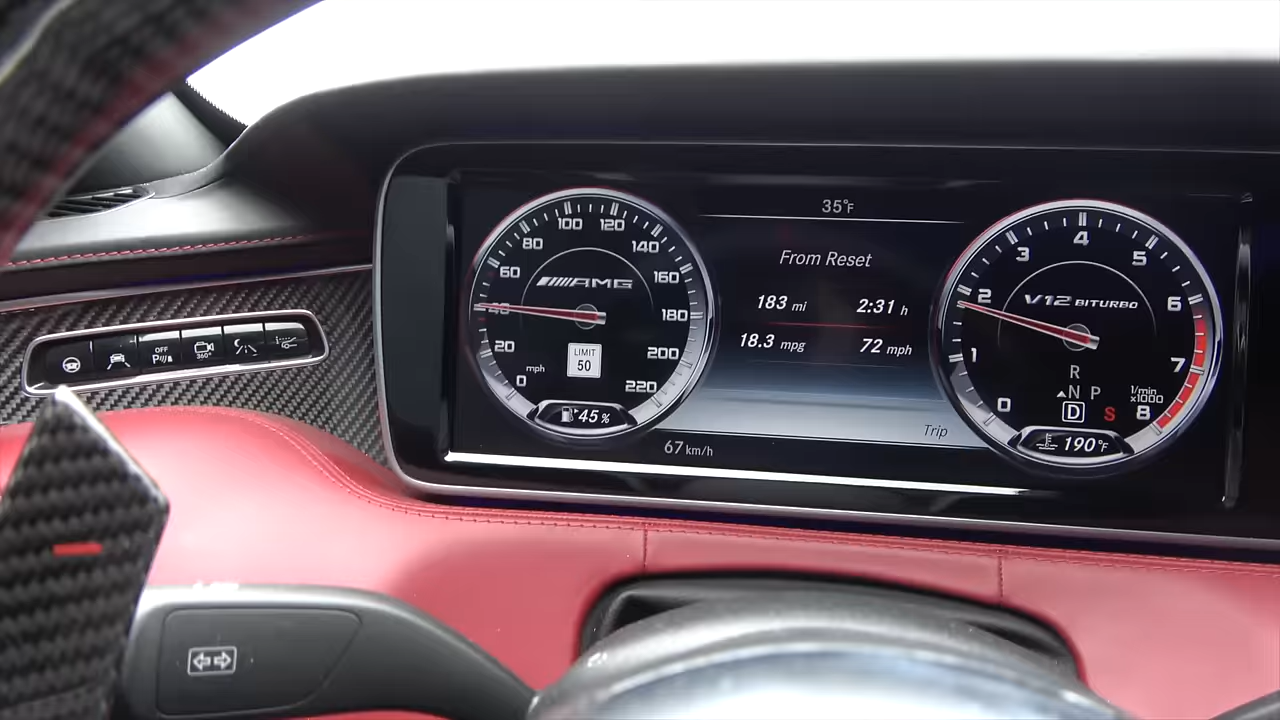 35°F
100 120
80 140
60 160
40 180
20 200
0 220
AMG
mph
LIMIT
50
45 %
From Reset
183 mi 2:31 h
18.3 mpg 72 mph
Trip
67 km/h
4
3 5
2 6
1 7
0 8
V12 BITURBO
R
N P
D S
1/min
x1000
190 °F
OFF
P
360°